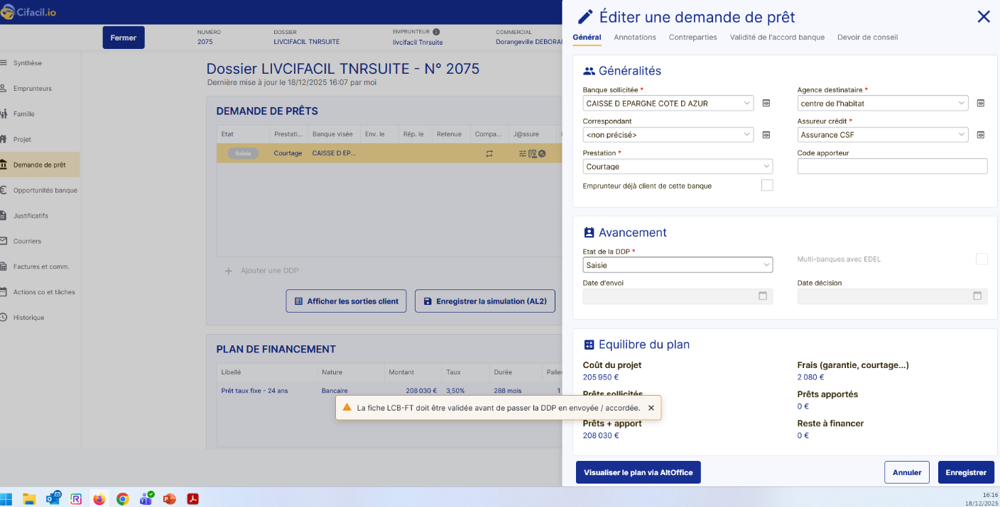 Cifacil.io
Fermer
NUMÉRO
2075
DOSSIER
LIVCIFACIL TNRSUITE
EMPRUNTEUR
livcifacil Tnrsuite
COMMERCIAL
Dorangeville DEBORA
Synthèse
Emprunteurs
Famille
Projet
Demande de prêt
Opportunités banque
Justificatifs
Courriers
Factures et comm.
Actions co et tâches
Historique
Dossier LIVCIFACIL TNRSUITE - N° 2075
Dernière mise à jour le 18/12/2025 16:07 par moi
DEMANDE DE PRÊTS
Etat Prestati... Banque visée Env. le Rép. le Retenue Compa... J@ssure
Saisie Courtage CAISSE D EP...
Ajouter une DDP
Afficher les sorties client
Enregistrer la simulation (AL2)
PLAN DE FINANCEMENT
Libellé Nature Montant Taux Durée Palier
Prêt taux fixe - 24 ans Bancaire 208 030 € 3,50% 288 mois 1
La fiche LCB-FT doit être validée avant de passer la DDP en envoyée / accordée.
Éditer une demande de prêt
Général Annotations Contreparties Validité de l'accord banque Devoir de conseil
Généralités
Banque sollicitée *
CAISSE D EPARGNE COTE D AZUR
Agence destinataire *
centre de l'habitat
Correspondant
<non précisé>
Assureur crédit *
Assurance CSF
Prestation *
Courtage
Code apporteur
Emprunteur déjà client de cette banque
Avancement
Etat de la DDP *
Saisie
Multi-banques avec EDEL
Date d'envoi
Date décision
Equilibre du plan
Coût du projet
205 950 €
Frais (garantie, courtage...)
2 080 €
Prêts sollicités
Prêts apportés
0 €
Prêts + apport
208 030 €
Reste à financer
0 €
Visualiser le plan via AltOffice
Annuler
Enregistrer
16:16
18/12/2025